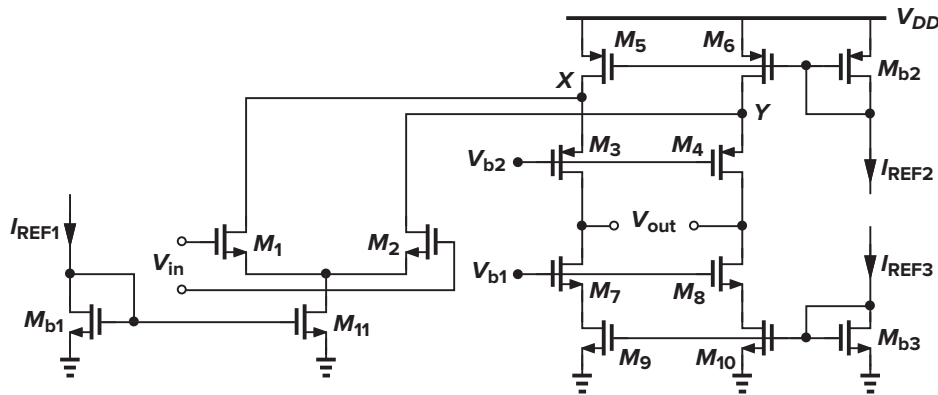 V_DD
M_5
M_6
M_b2
X
Y
V_b2
M_3
M_4
I_REF2
I_REF1
M_1
M_2
V_in
V_out
I_REF3
V_b1
M_7
M_8
M_b1
M_11
M_9
M_10
M_b3